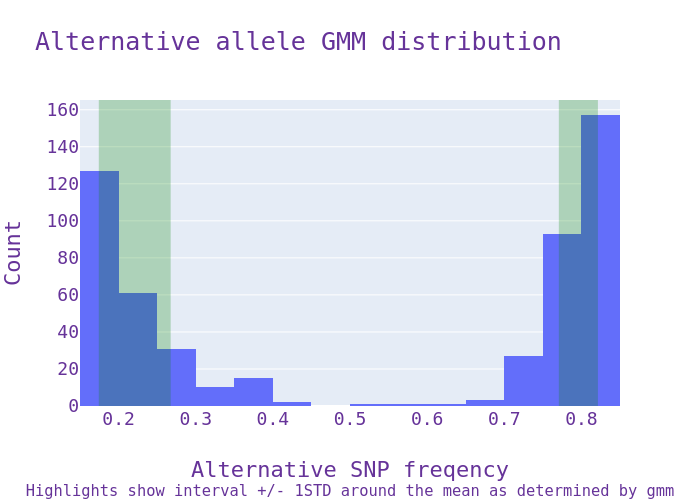 Alternative allele GMM distribution
160
140
120
100
80
60
40
20
0
Count
0.2 0.3 0.4 0.5 0.6 0.7 0.8
Alternative SNP freqency
Highlights show interval +/- 1STD around the mean as determined by gmm